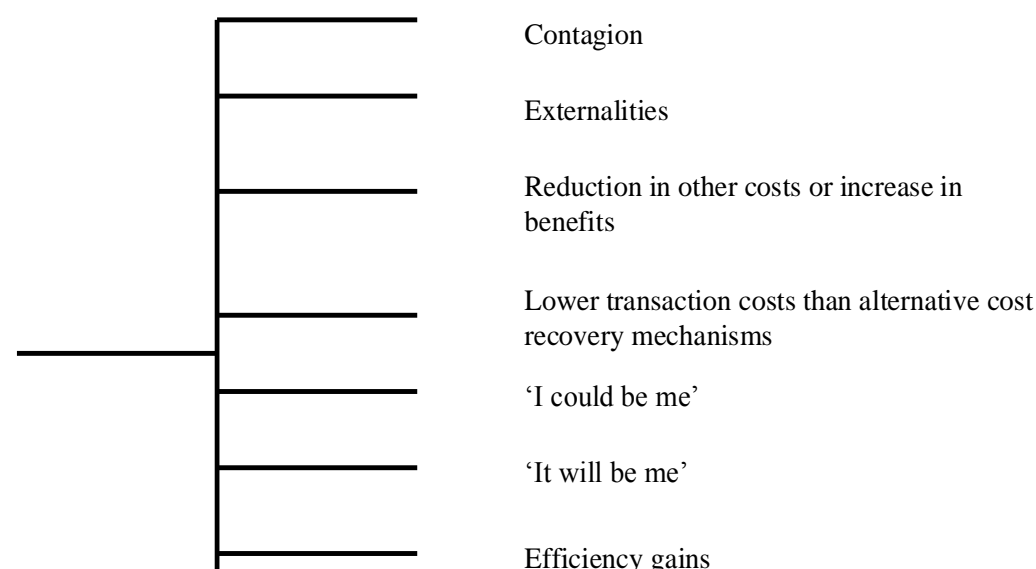 Contagion
Externalities
Reduction in other costs or increase in
benefits
Lower transaction costs than alternative cost
recovery mechanisms
‘I could be me’
‘It will be me’
Efficiency gains